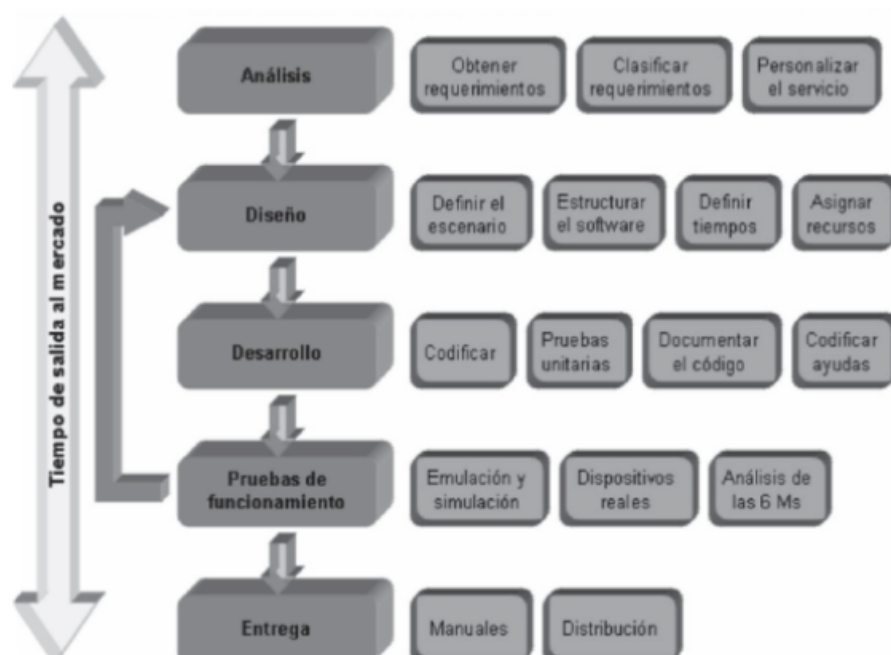 Tiempo de salida al mercado
Análisis
Obtener
requerimientos
Clasificar
requerimientos
Personalizar
el servicio
Diseño
Definir el
escenario
Estructurar
el software
Definir
tiempos
Asignar
recursos
Desarrollo
Codificar
Pruebas
unitarias
Documentar
el código
Codificar
ayudas
Pruebas de
funcionamiento
Emulación y
simulación
Dispositivos
reales
Análisis de
las 6 Ms
Entrega
Manuales
Distribución